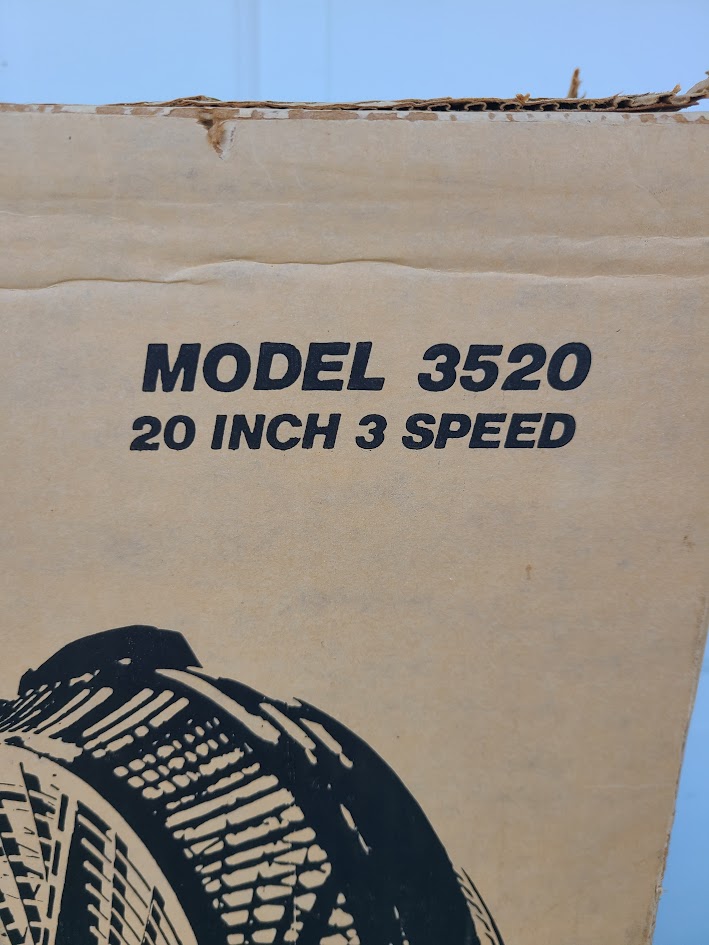 MODEL 3520
20 INCH 3 SPEED